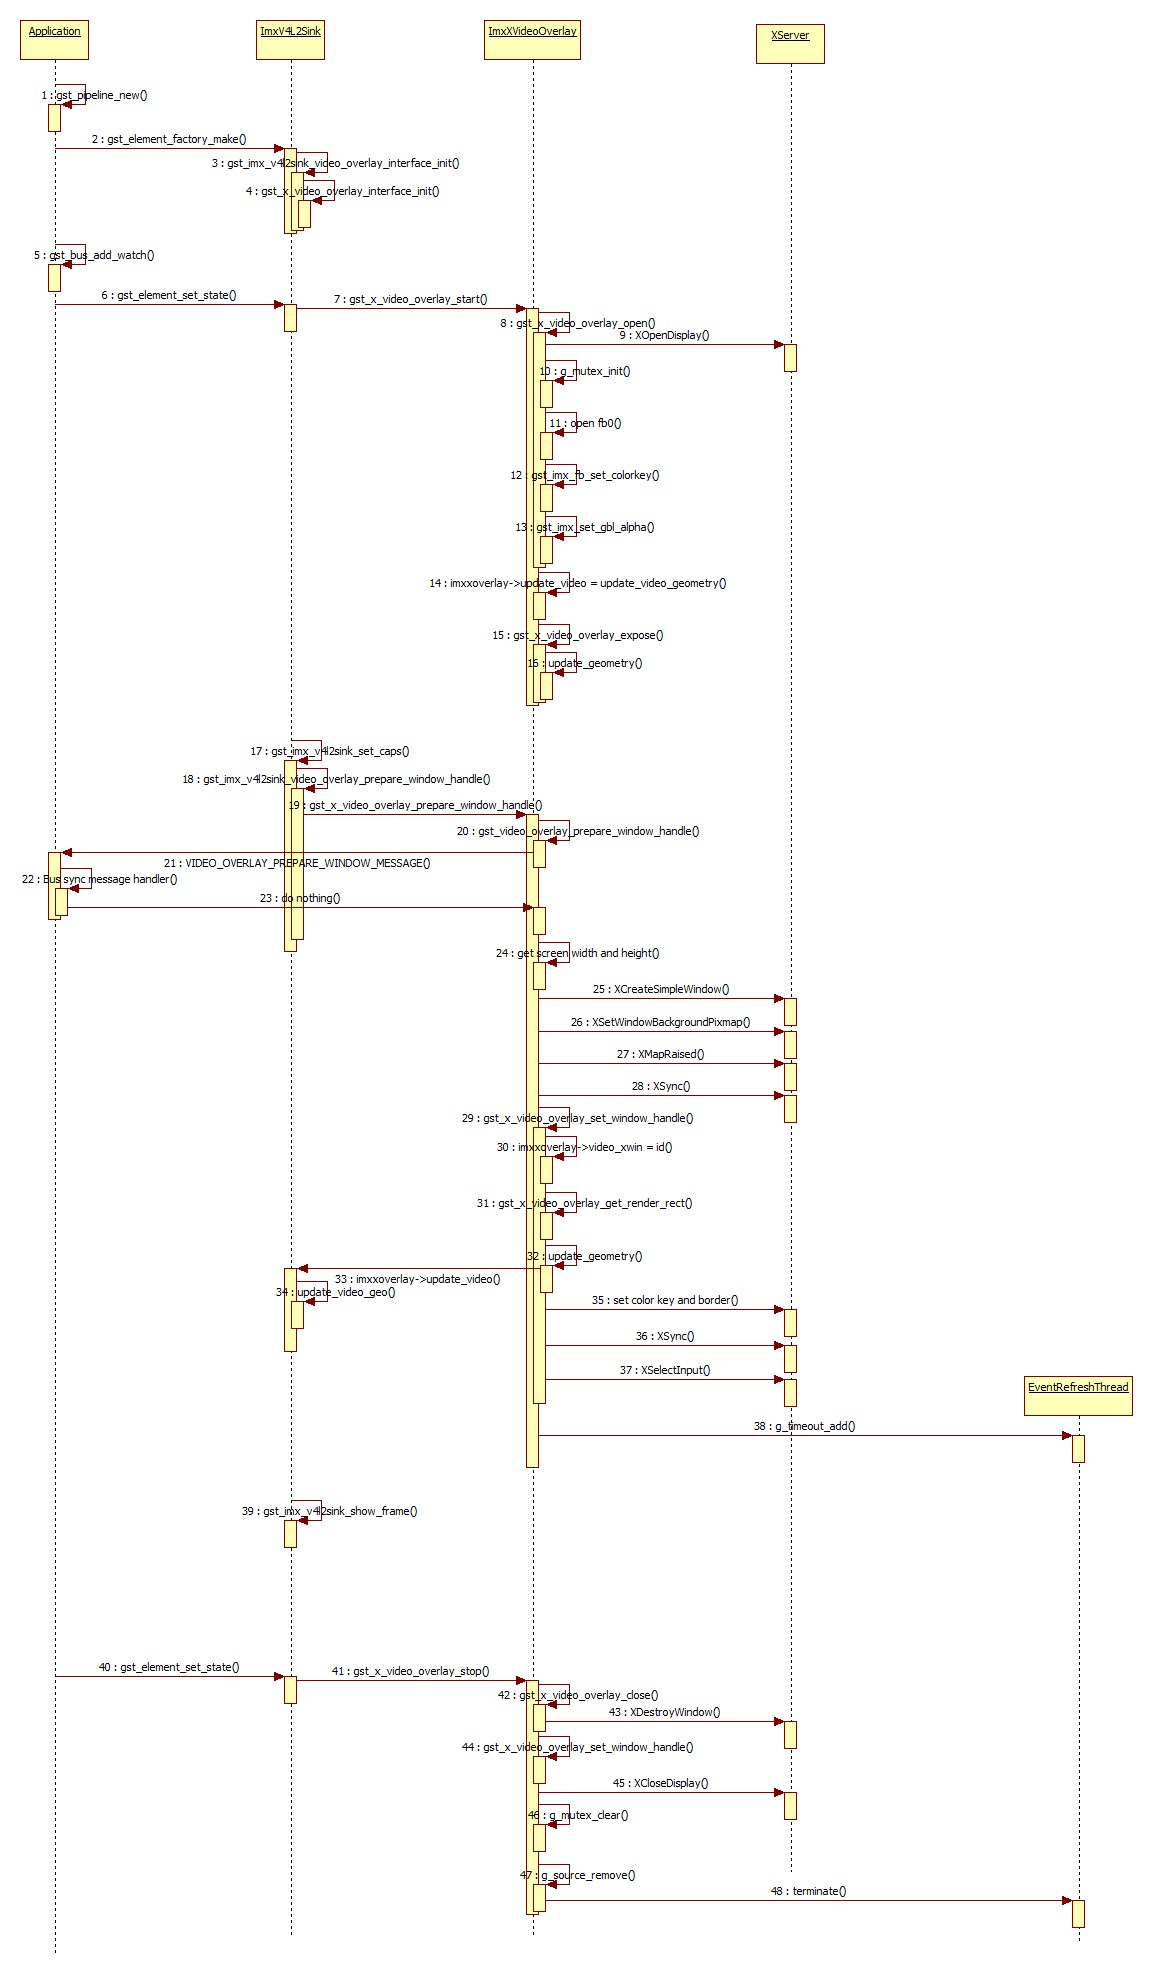 Application
ImxV4L2Sink
ImxXVideoOverlay
XServer
1 : gst_pipeline_new()
2 : gst_element_factory_make()
3 : gst_imx_v4l2sink_video_overlay_interface_init()
4 : gst_x_video_overlay_interface_init()
5 : gst_bus_add_watch()
6 : gst_element_set_state()
7 : gst_x_video_overlay_start()
8 : gst_x_video_overlay_open()
9 : XOpenDisplay()
10 : g_mutex_init()
11 : open fb0()
12 : gst_imx_fb_set_colorkey()
13 : gst_imx_set_gbl_alpha()
14 : imxxoverlay->update_video = update_video_geometry()
15 : gst_x_video_overlay_expose()
16 : update_geometry()
17 : gst_imx_v4l2sink_set_caps()
18 : gst_imx_v4l2sink_video_overlay_prepare_window_handle()
19 : gst_x_video_overlay_prepare_window_handle()
20 : gst_video_overlay_prepare_window_handle()
21 : VIDEO_OVERLAY_PREPARE_WINDOW_MESSAGE()
22 : Bus sync message handler()
23 : do nothing()
24 : get screen width and height()
25 : XCreateSimpleWindow()
26 : XSetWindowBackgroundPixmap()
27 : XMapRaised()
28 : XSync()
29 : gst_x_video_overlay_set_window_handle()
30 : imxxoverlay->video_xwin = id()
31 : gst_x_video_overlay_get_render_rect()
32 : update_geometry()
33 : imxxoverlay->update_video()
34 : update_video_geo()
35 : set color key and border()
36 : XSync()
37 : XSelectInput()
EventRefreshThread
38 : g_timeout_add()
39 : gst_imx_v4l2sink_show_frame()
40 : gst_element_set_state()
41 : gst_x_video_overlay_stop()
42 : gst_x_video_overlay_close()
43 : XDestroyWindow()
44 : gst_x_video_overlay_set_window_handle()
45 : XCloseDisplay()
46 : g_mutex_clear()
47 : g_source_remove()
48 : terminate()